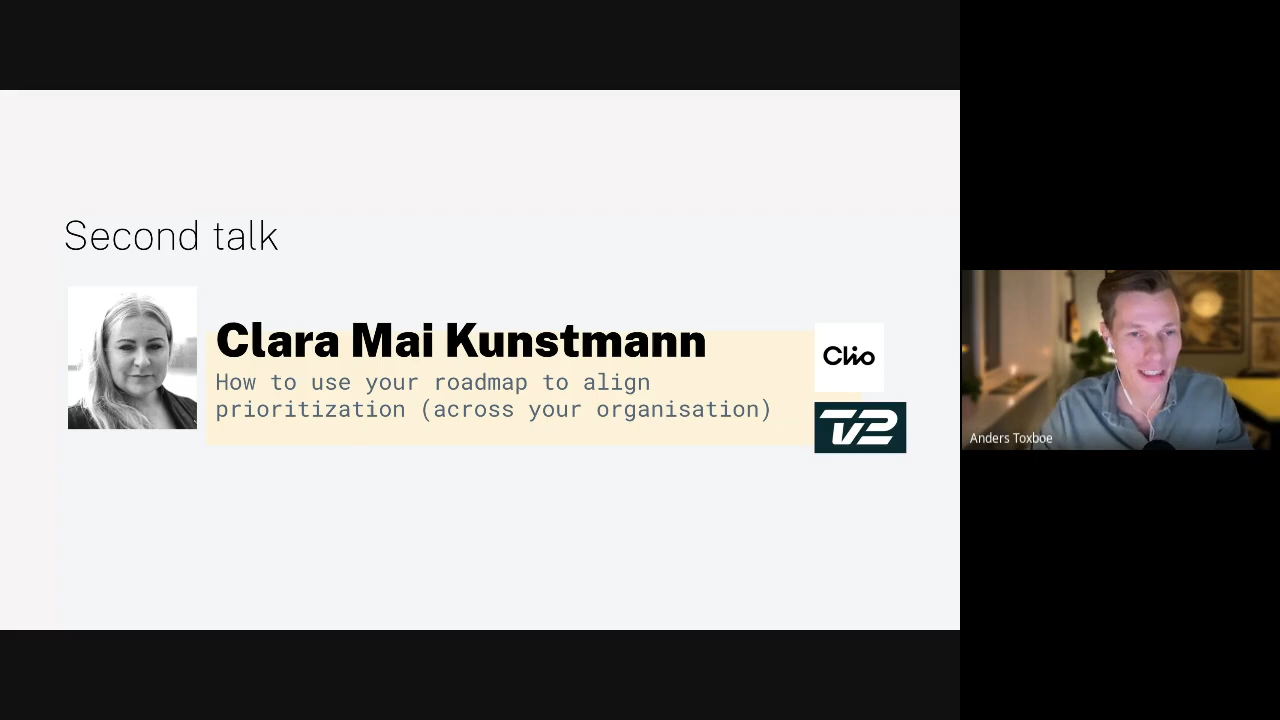 Second talk
Clara Mai Kunstmann
How to use your roadmap to align
prioritization (across your organisation)
Clio
TV2
Anders Toxboe